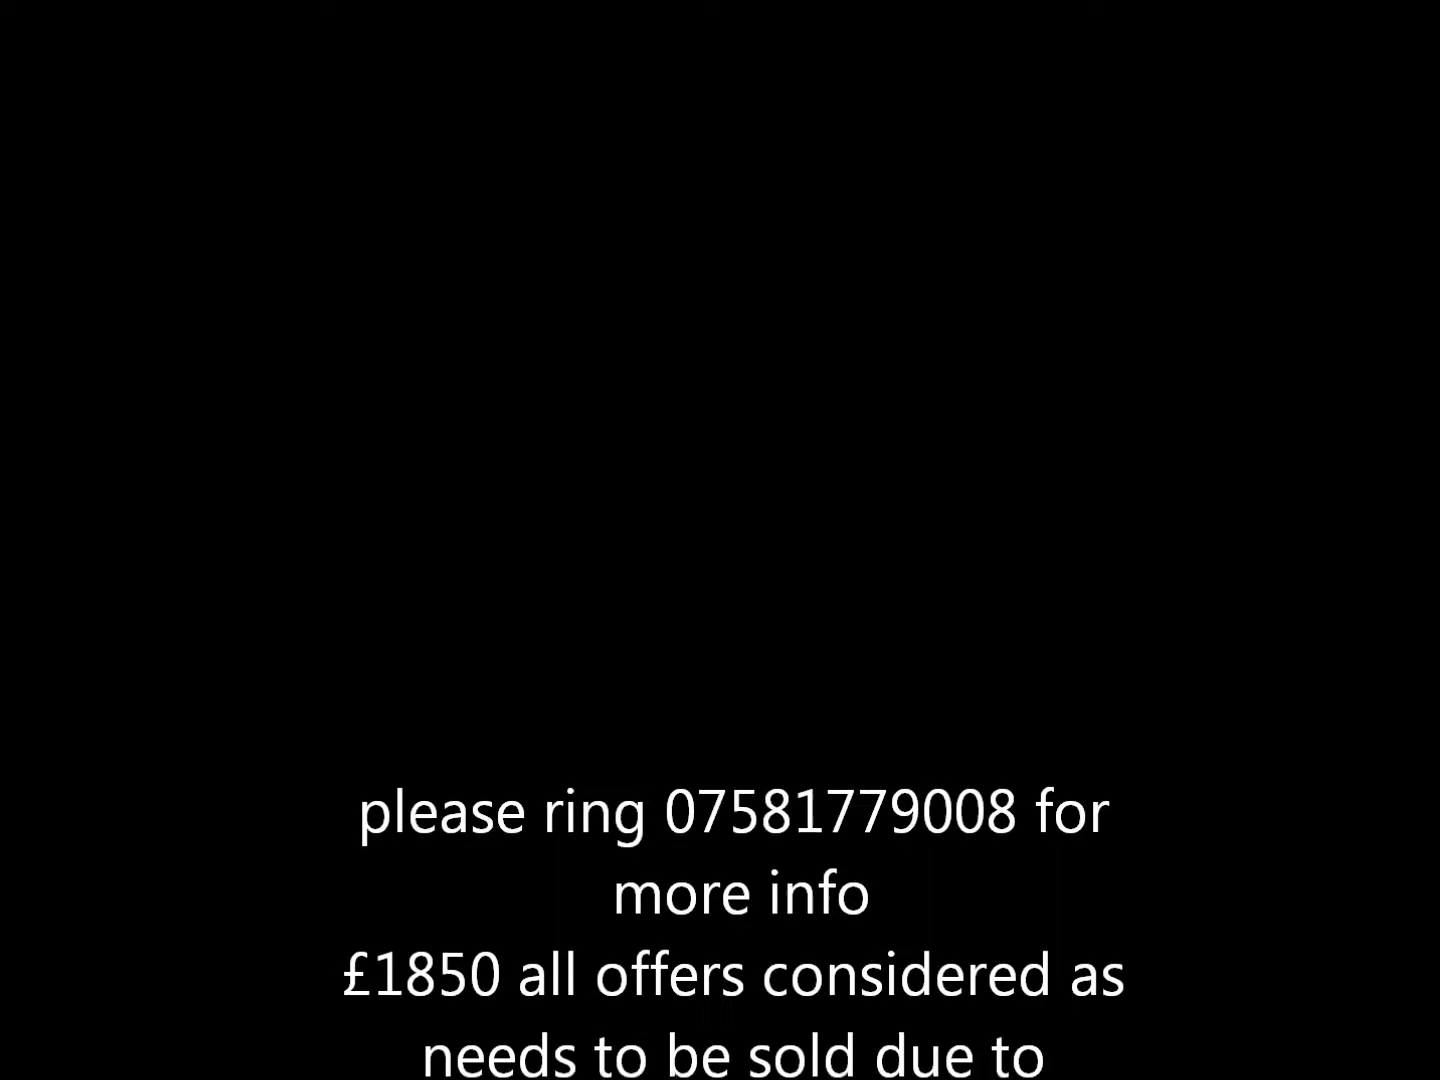 please ring 07581779008 for
more info
£1850 all offers considered as
needs to be sold due to